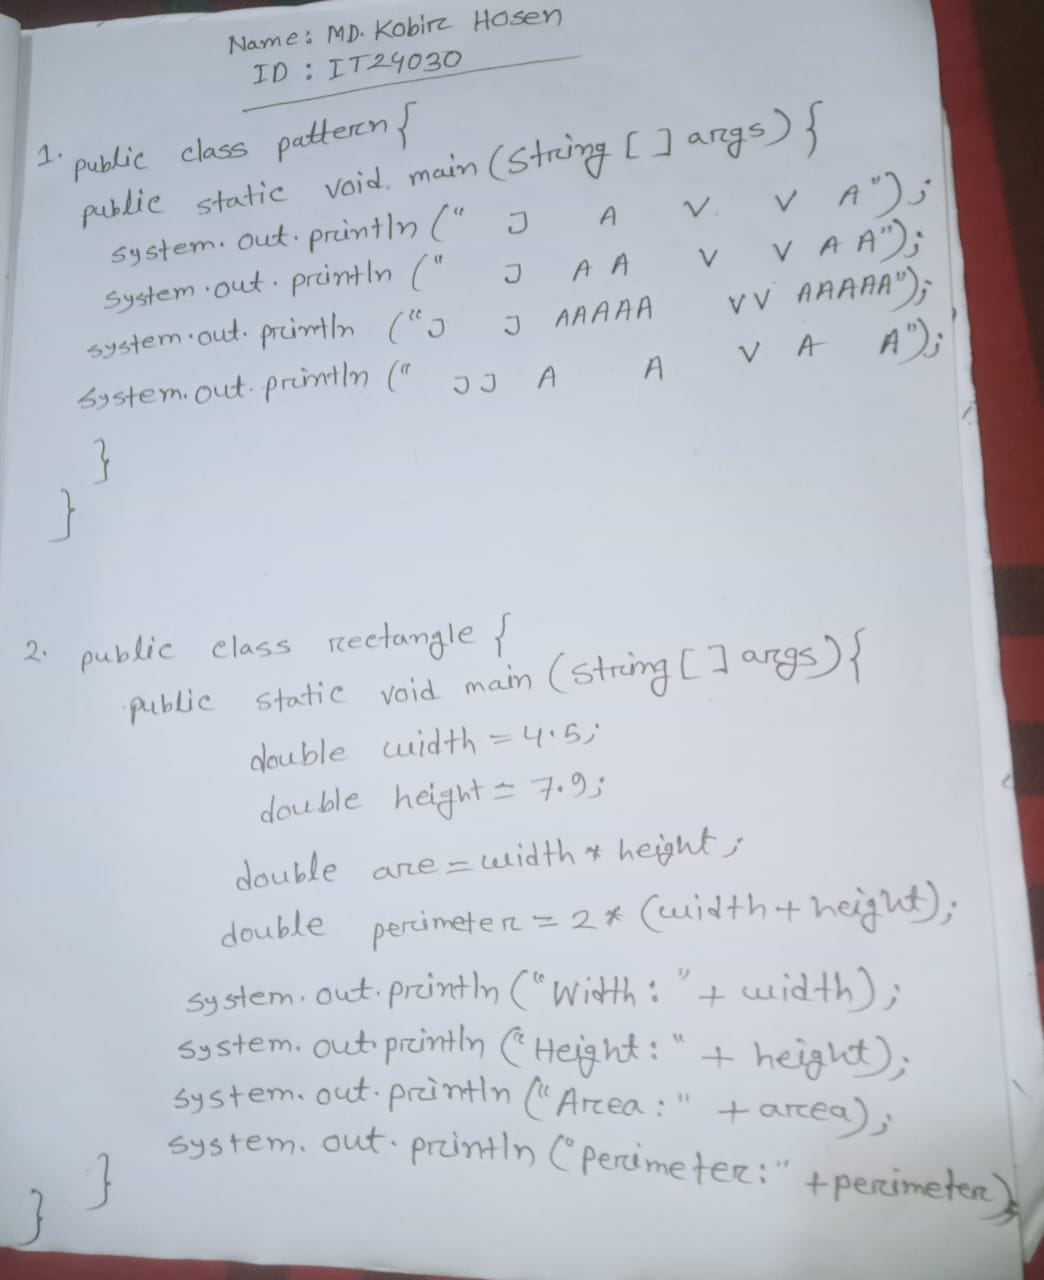 Name: MD. Kobir Hosen
ID : IT24030
1. public class pattern {
public static void main (String [ ] args) {
system.out.println (" J A V V A");
system.out.println (" J A A V V A A");
system.out.println ("J J AAAAA VV AAAAA");
system.out.println (" JJ A A V A A");
}
}
2. public class rectangle {
public static void main (string [ ] args) {
double width = 4.5;
double height = 7.9;
double are = width * height;
double perimeter = 2 * (width + height);
system.out.println ("Width: " + width);
system.out.println ("Height: " + height);
system.out.println ("Area: " + area);
system.out.println ("perimeter: " + perimeter);
}
}